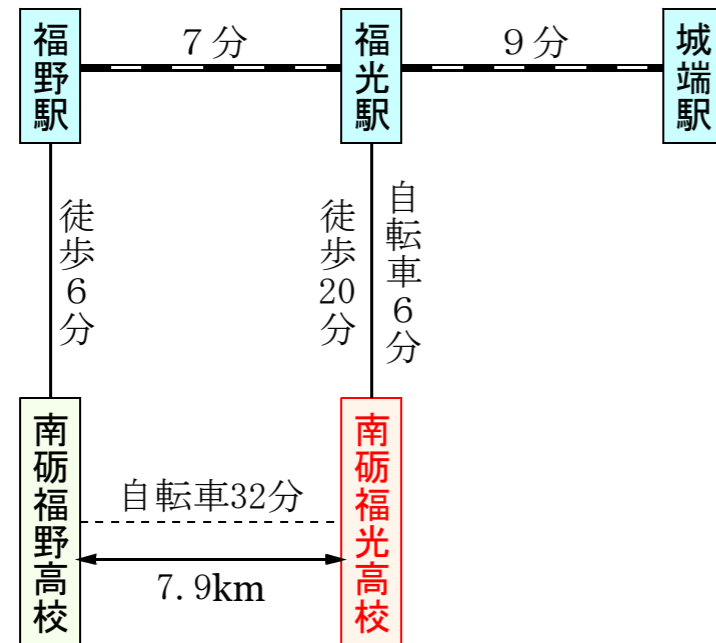 福野駅
7分
福光駅
9分
城端駅
徒歩6分
徒歩20分
自転車6分
南砺福野高校
自転車32分
7.9km
南砺福光高校